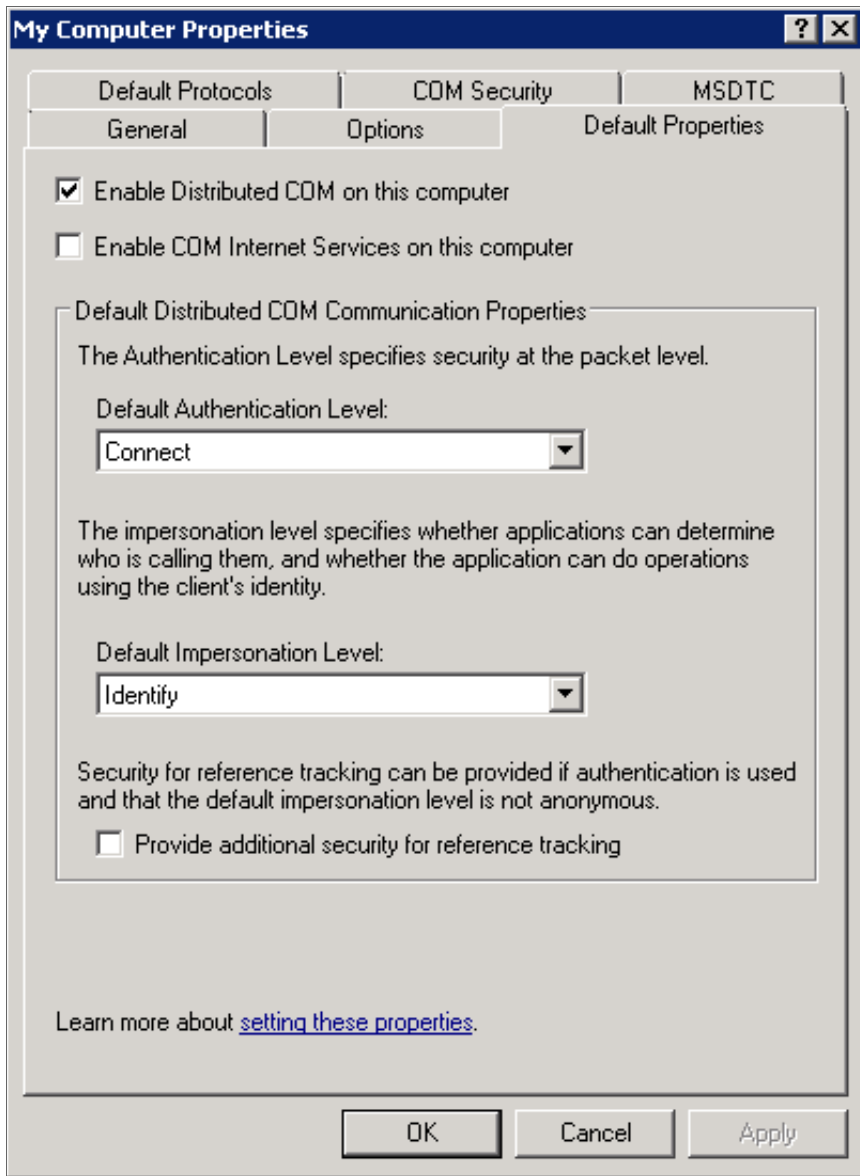 My Computer Properties
Default Protocols COM Security MSDTC
General Options Default Properties
Enable Distributed COM on this computer
Enable COM Internet Services on this computer
Default Distributed COM Communication Properties
The Authentication Level specifies security at the packet level.
Default Authentication Level:
Connect
The impersonation level specifies whether applications can determine
who is calling them, and whether the application can do operations
using the client's identity.
Default Impersonation Level:
Identify
Security for reference tracking can be provided if authentication is used
and that the default impersonation level is not anonymous.
Provide additional security for reference tracking
Learn more about setting these properties.
OK Cancel Apply